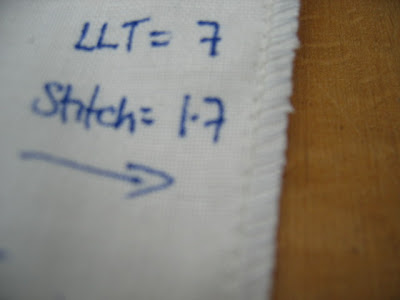 LLT = 7
Stitch = 1.7